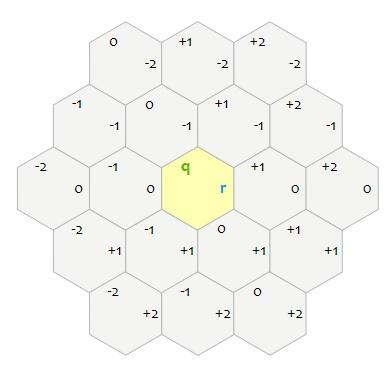 0 -2 +1 -2 +2 -2
-1 -1 0 -1 +1 -1 +2 -1
-2 0 -1 0 q r +1 0 +2 0
-2 +1 -1 +1 0 +1 +1 +1
-2 +2 -1 +2 0 +2